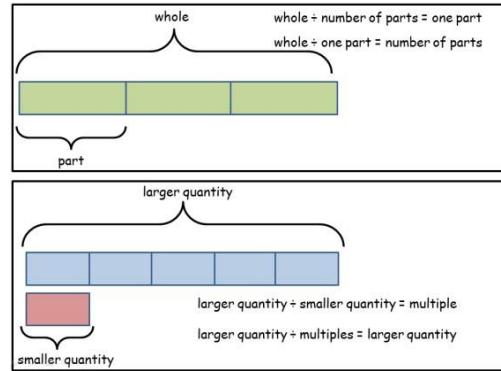 whole
whole ÷ number of parts = one part
whole ÷ one part = number of parts
part
larger quantity
larger quantity ÷ smaller quantity = multiple
larger quantity ÷ multiples = larger quantity
smaller quantity